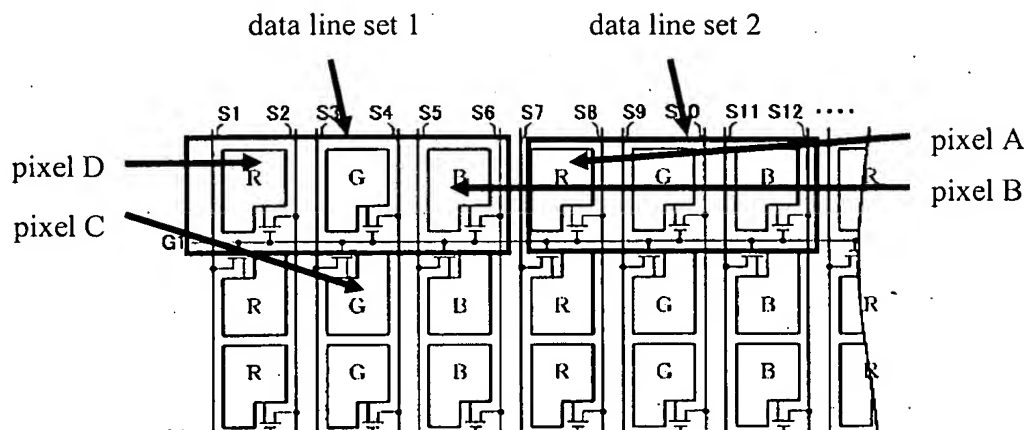 data line set 1 data line set 2
S1 S2 S3 S4 S5 S6 S7 S8 S9 S10 S11 S12 ····
pixel A
pixel D R G B R G B R
pixel B
pixel C
G1
R G B R G B R
R G B R G B R